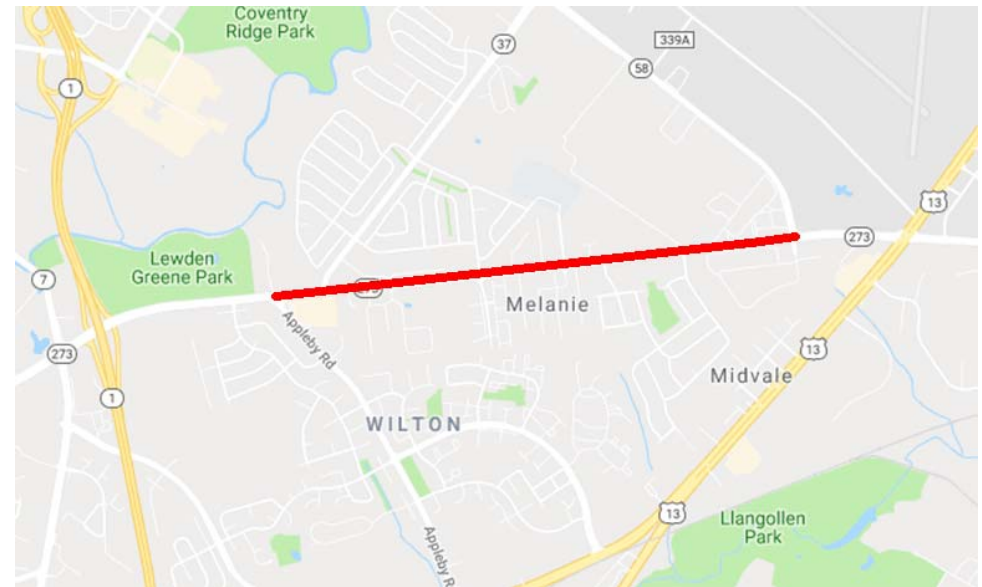 Coventry
Ridge Park
37
339A
58
1
13
Lewden
Greene Park
273
7
Melanie
Appleby Rd
273
13
1
Midvale
WILTON
13
Llangollen
Park
Appleby R